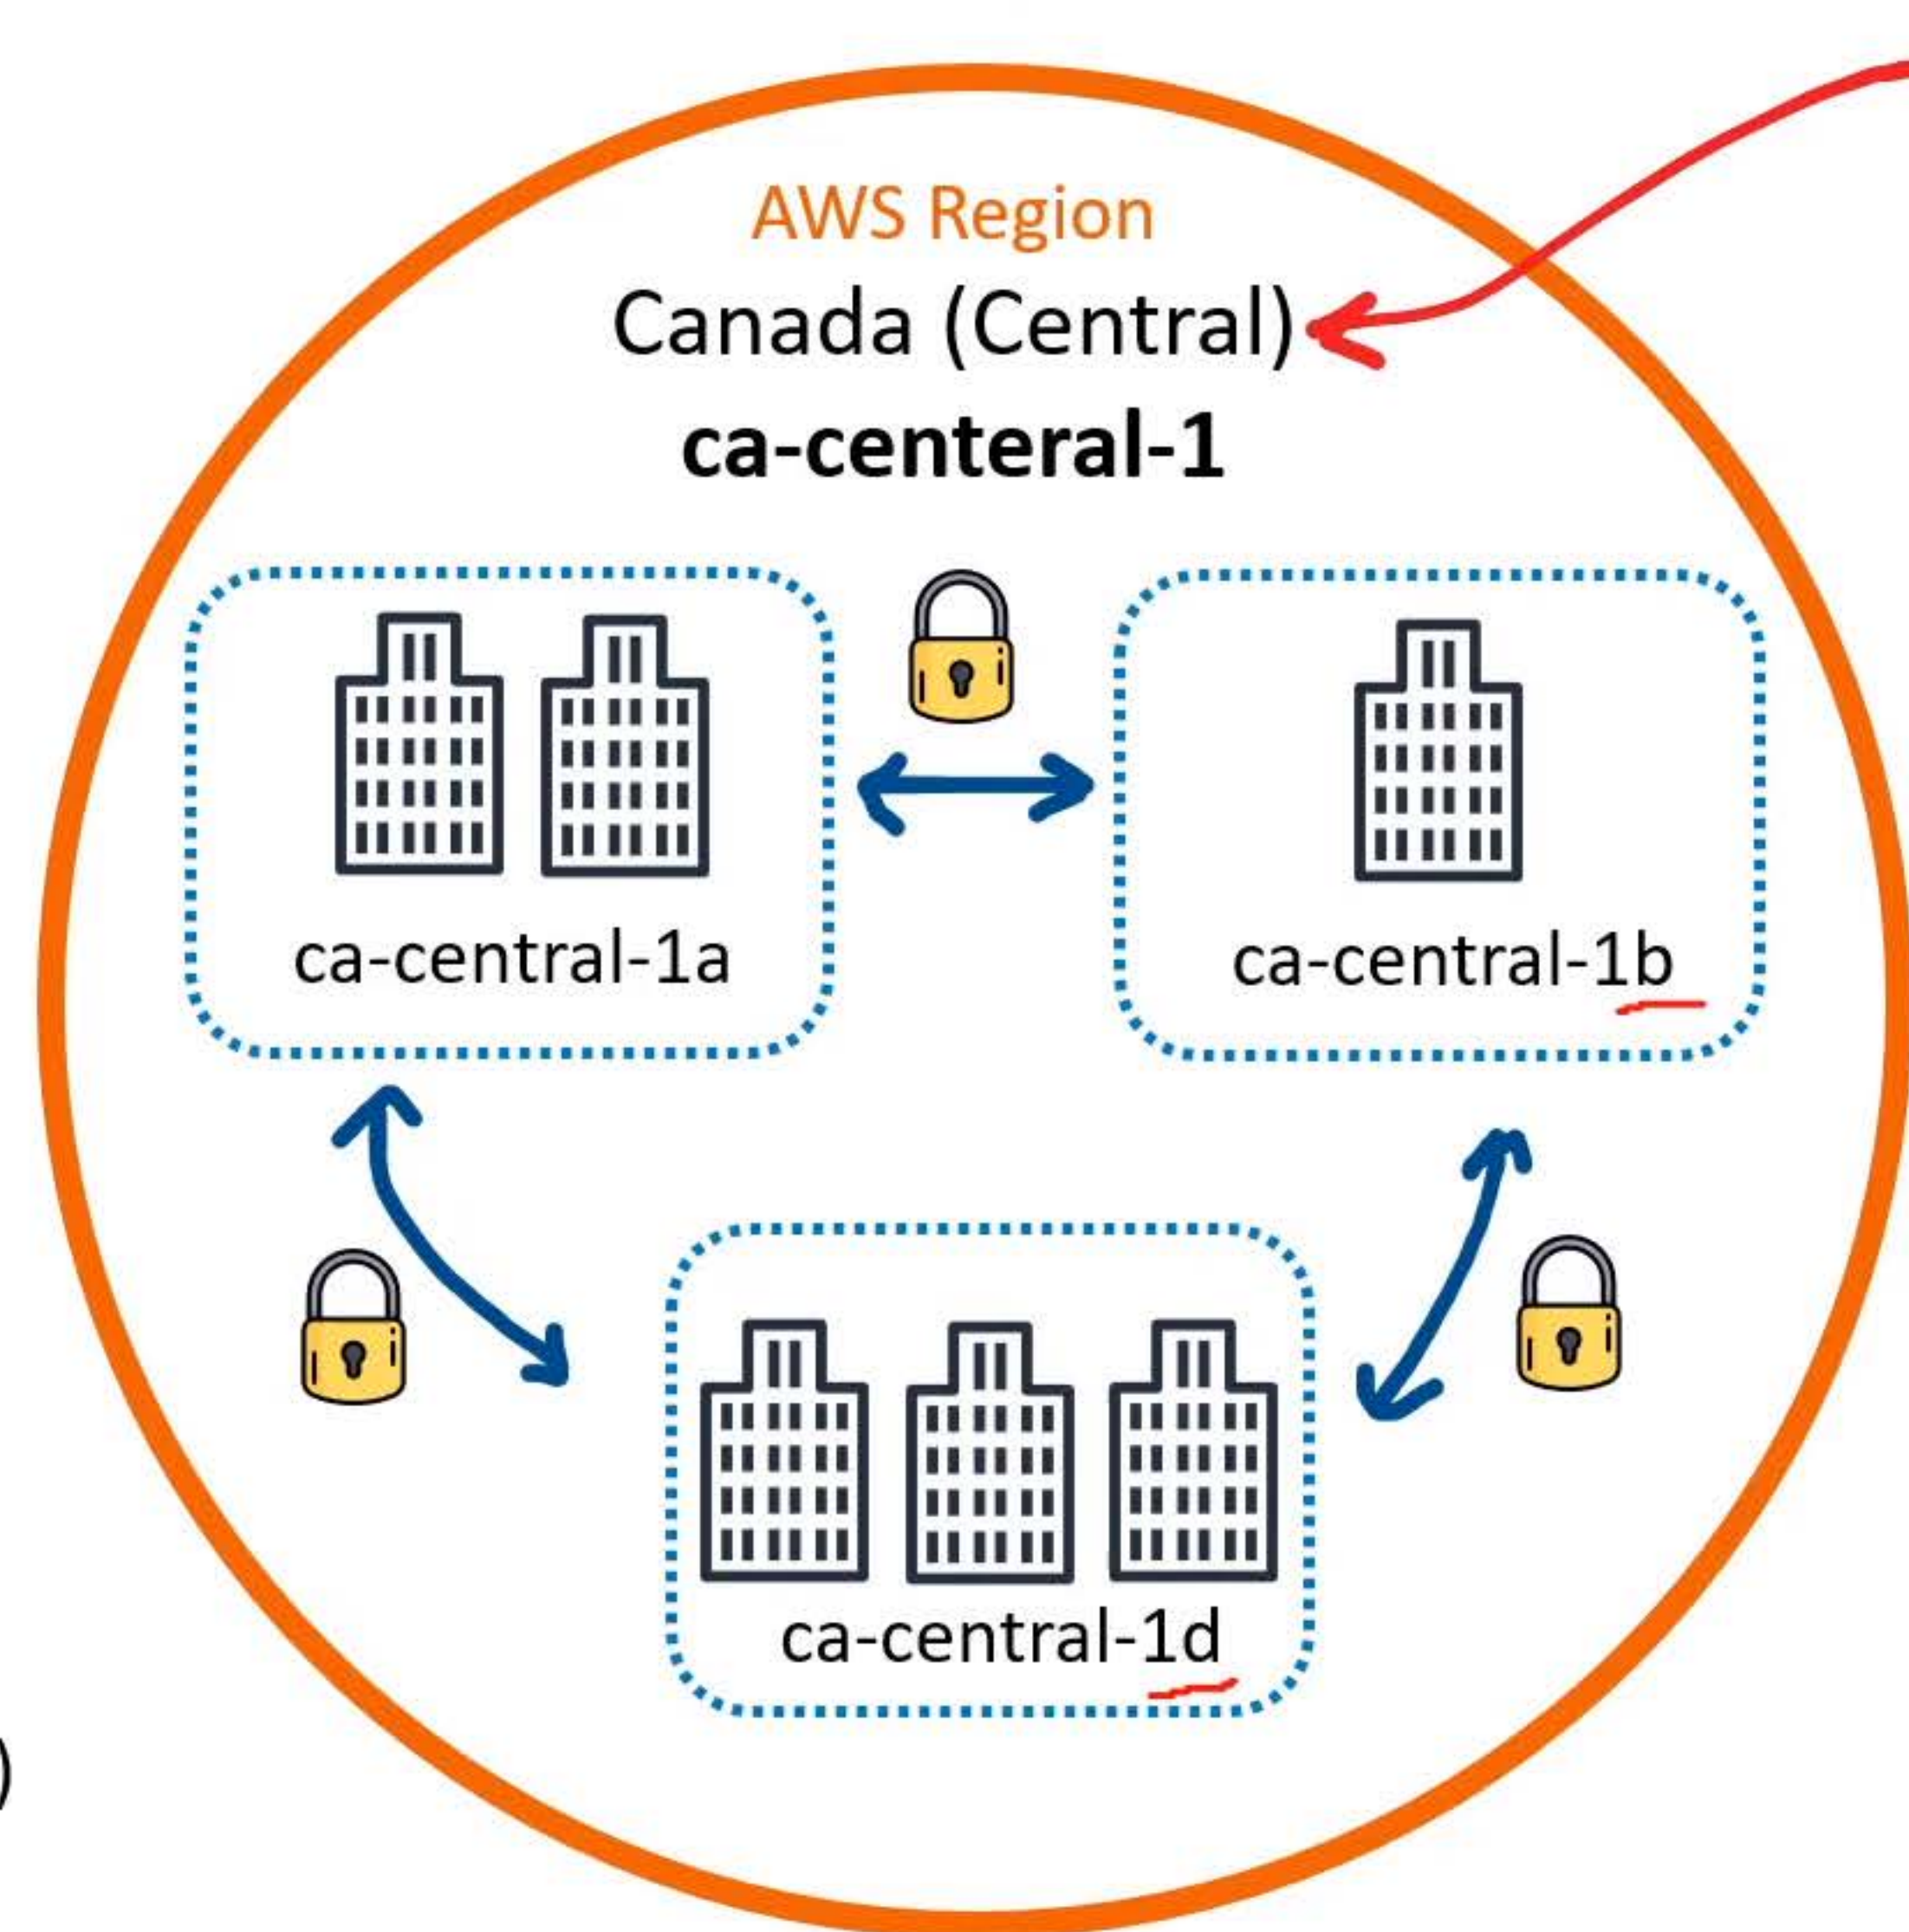 AWS Region
Canada (Central)
ca-centeral-1
ca-central-1a
ca-central-1b
ca-central-1d
)